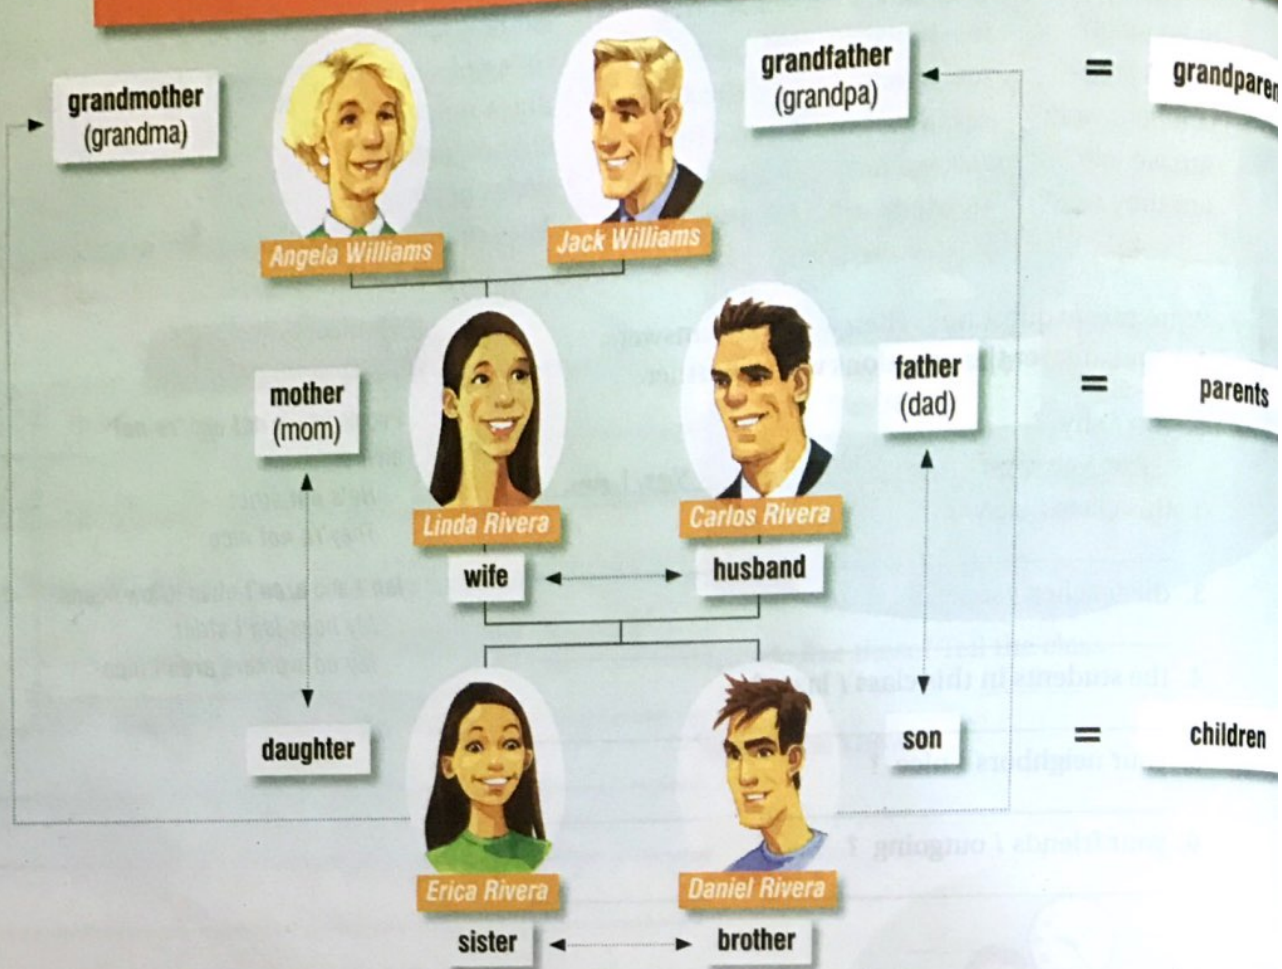 grandmother
(grandma)
grandfather
(grandpa)
=
Angela Williams
Jack Williams
mother
(mom)
father
(dad)
=
parents
Linda Rivera
Carlos Rivera
wife
husband
daughter
son
=
children
Erica Rivera
Daniel Rivera
sister
brother